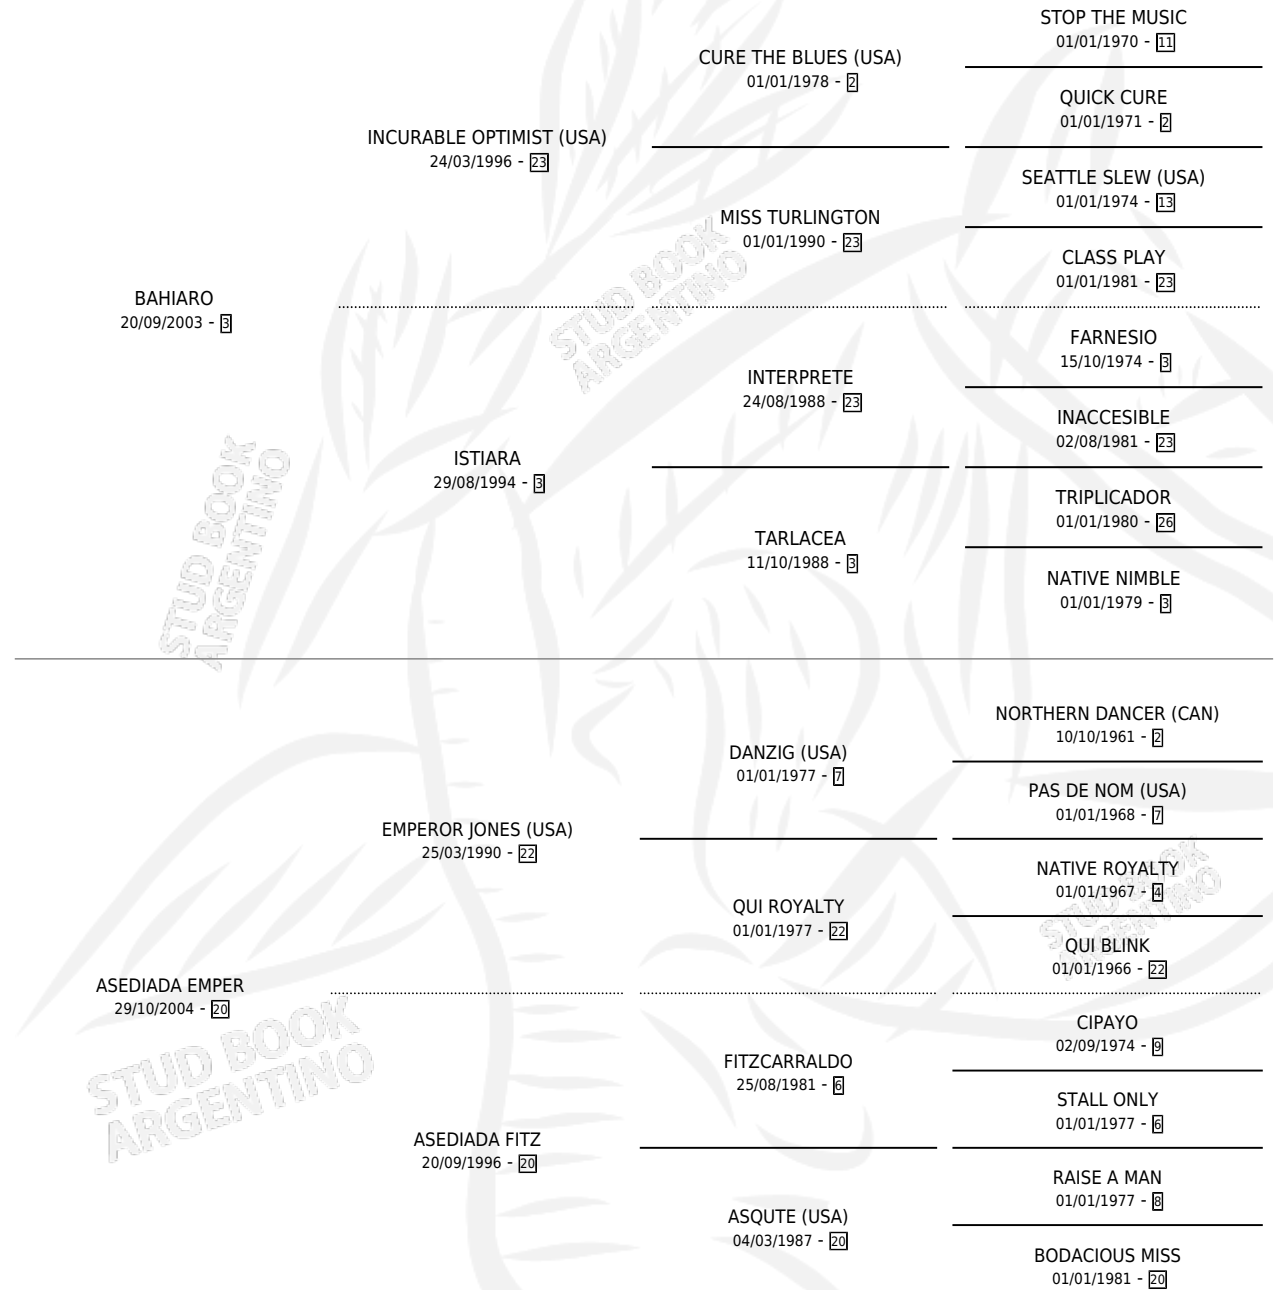 STOP THE MUSIC
01/01/1970 - 11
CURE THE BLUES (USA)
01/01/1978 - 2
QUICK CURE
01/01/1971 - 2
INCURABLE OPTIMIST (USA)
24/03/1996 - 23
SEATTLE SLEW (USA)
01/01/1974 - 13
MISS TURLINGTON
01/01/1990 - 23
CLASS PLAY
01/01/1981 - 23
BAHIARO
20/09/2003 - 3
FARNESIO
15/10/1974 - 3
INTERPRETE
24/08/1988 - 23
INACCESIBLE
02/08/1981 - 23
ISTIARA
29/08/1994 - 3
TRIPLICADOR
01/01/1980 - 26
TARLACEA
11/10/1988 - 3
NATIVE NIMBLE
01/01/1979 - 3
STUD BOOK
ARGENTINO
STUD BOOK
ARGENTINO
NORTHERN DANCER (CAN)
10/10/1961 - 2
DANZIG (USA)
01/01/1977 - 7
PAS DE NOM (USA)
01/01/1968 - 7
EMPEROR JONES (USA)
25/03/1990 - 22
NATIVE ROYALTY
01/01/1967 - 4
QUI ROYALTY
01/01/1977 - 22
QUI BLINK
01/01/1966 - 22
STUD BOOK
ARGENTINO
ASEDIADA EMPER
29/10/2004 - 20
CIPAYO
02/09/1974 - 9
FITZCARRALDO
25/08/1981 - 6
STALL ONLY
01/01/1977 - 6
STUD BOOK
ARGENTINO
ASEDIADA FITZ
20/09/1996 - 20
RAISE A MAN
01/01/1977 - 8
ASQUTE (USA)
04/03/1987 - 20
BODACIOUS MISS
01/01/1981 - 20